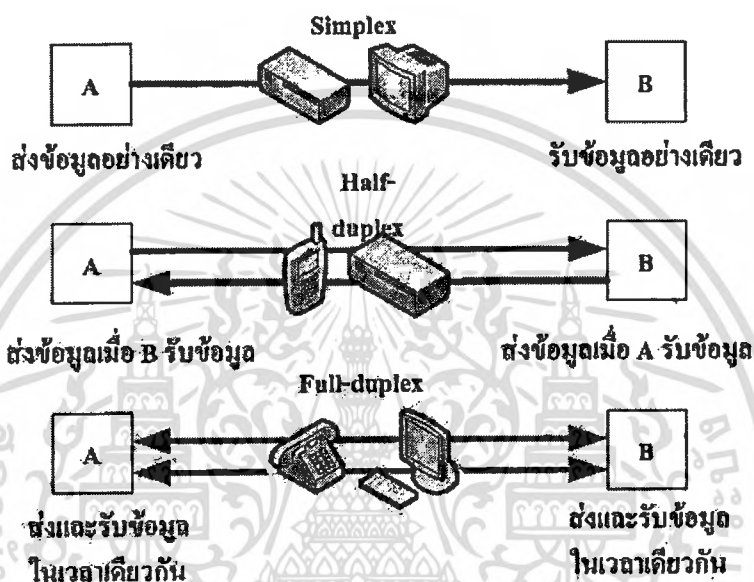 Simplex
A
B
ส่งข้อมูลอย่างเดียว
รับข้อมูลอย่างเดียว
Half-
duplex
A
B
ส่งข้อมูลเมื่อ B รับข้อมูล
ส่งข้อมูลเมื่อ A รับข้อมูล
Full-duplex
A
B
ส่งและรับข้อมูล
ในเวลาเดียวกัน
ส่งและรับข้อมูล
ในเวลาเดียวกัน